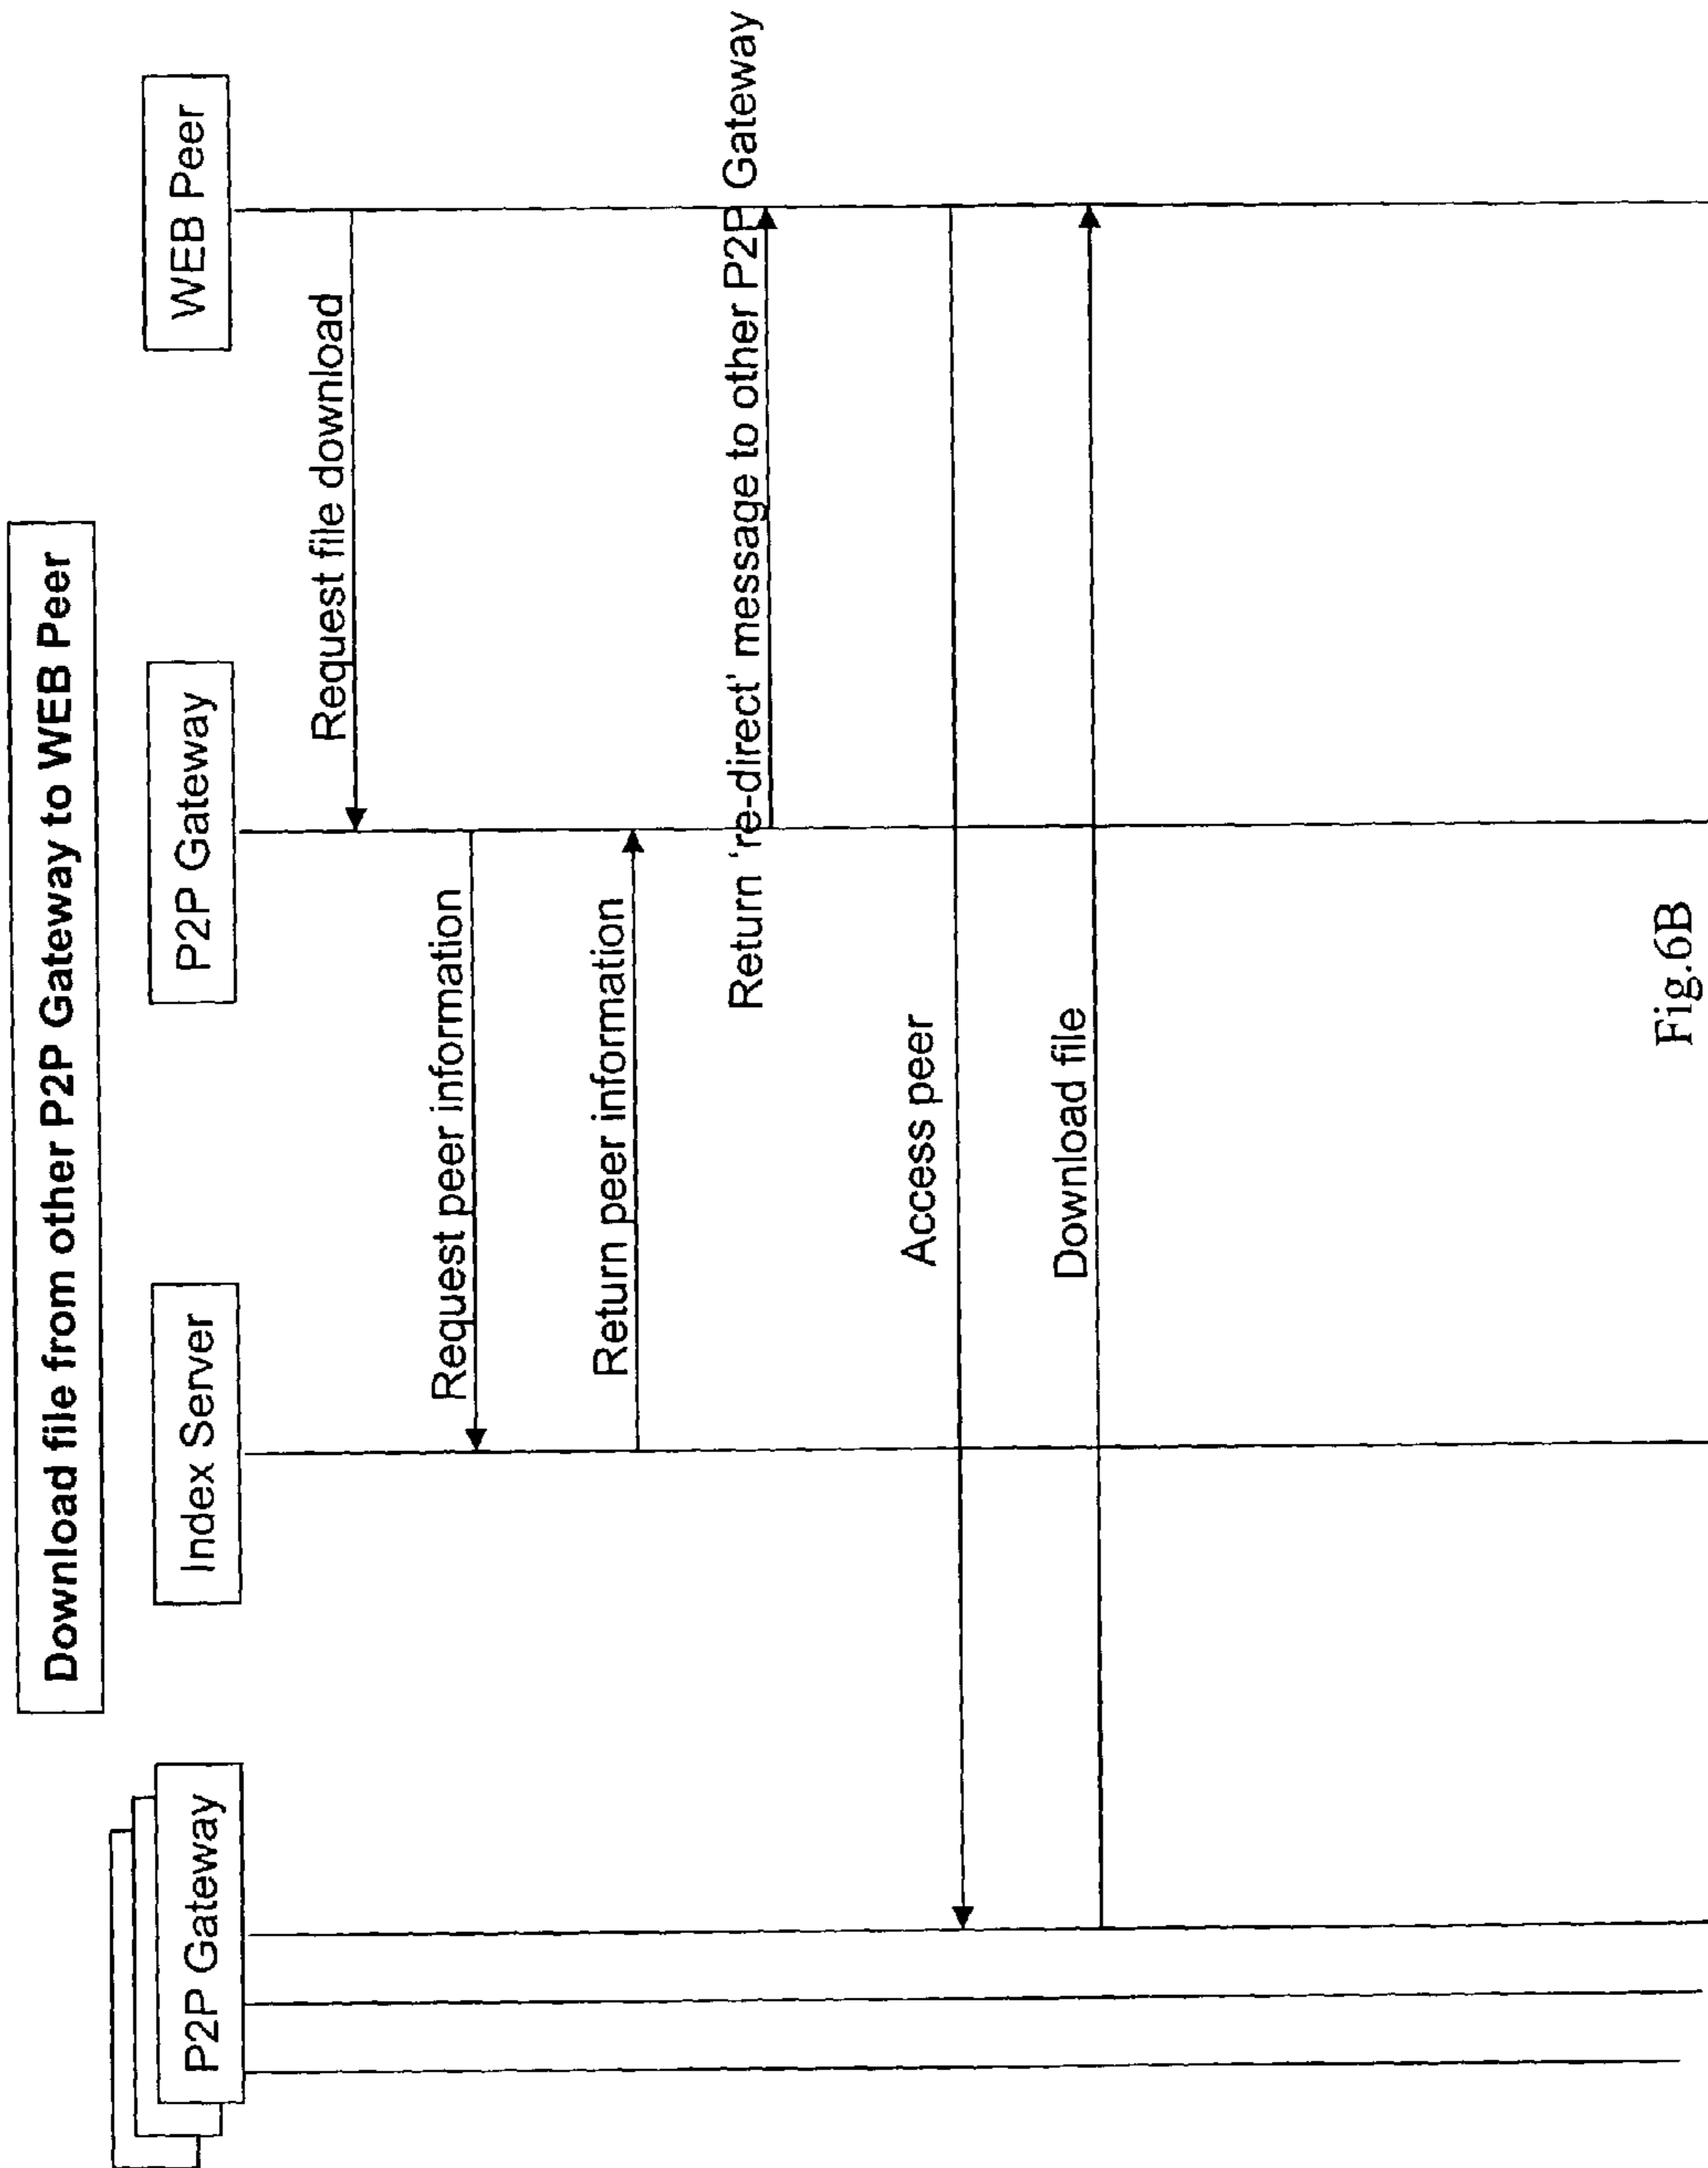 Download file from other P2P Gateway to WEB Peer
P2P Gateway
Index Server
P2P Gateway
WEB Peer
Request file download
Request peer information
Return peer information
Return 're-direct' message to other P2P Gateway
Access peer
Download file
Fig.6B